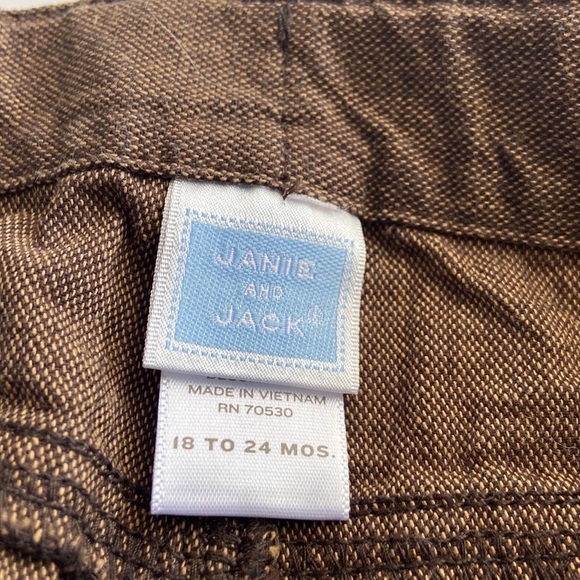 JANIE
AND
JACK
MADE IN VIETNAM
RN 70530
18 TO 24 MOS.